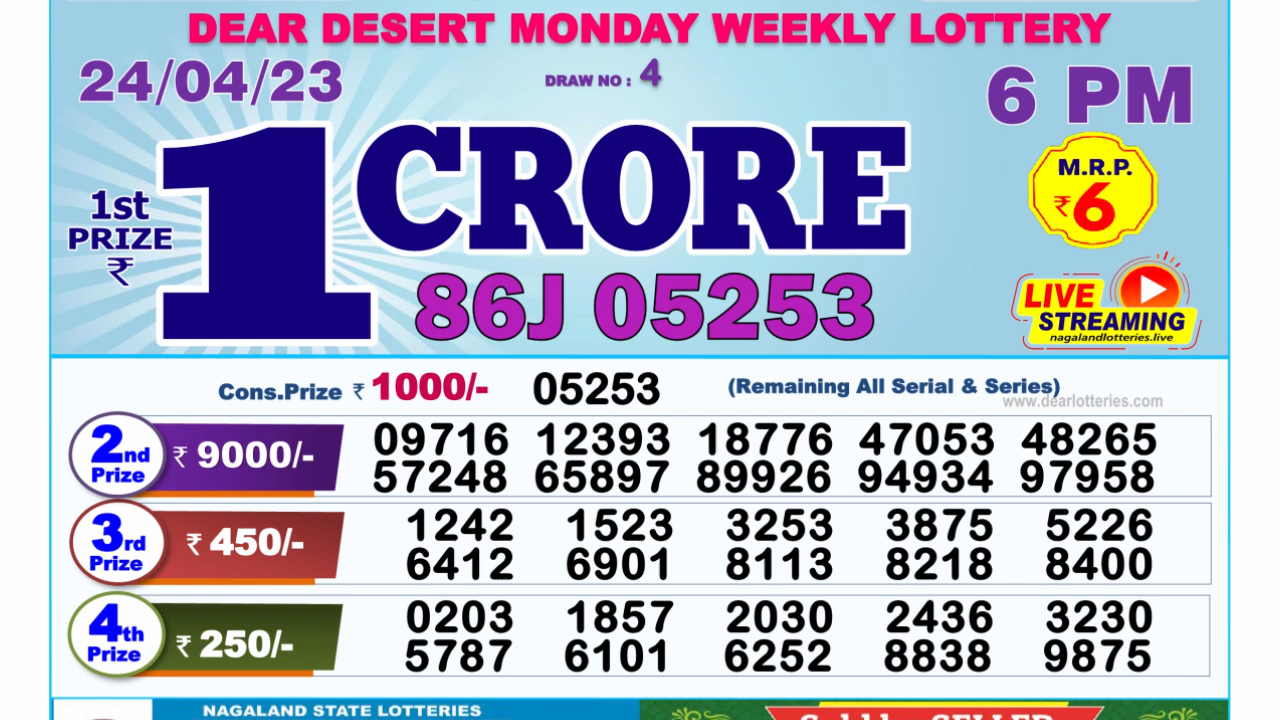 DEAR DESERT MONDAY WEEKLY LOTTERY
24/04/23
DRAW NO : 4
6 PM
1st
PRIZE
₹
1 CRORE
M.R.P.
₹6
86J 05253
LIVE
STREAMING
nagalandlotteries.live
Cons.Prize ₹ 1000/- 05253 (Remaining All Serial & Series)
www.dearlotteries.com
2nd
Prize
₹ 9000/-
09716 12393 18776 47053 48265
57248 65897 89926 94934 97958
3rd
Prize
₹ 450/-
1242 1523 3253 3875 5226
6412 6901 8113 8218 8400
4th
Prize
₹ 250/-
0203 1857 2030 2436 3230
5787 6101 6252 8838 9875
NAGALAND STATE LOTTERIES